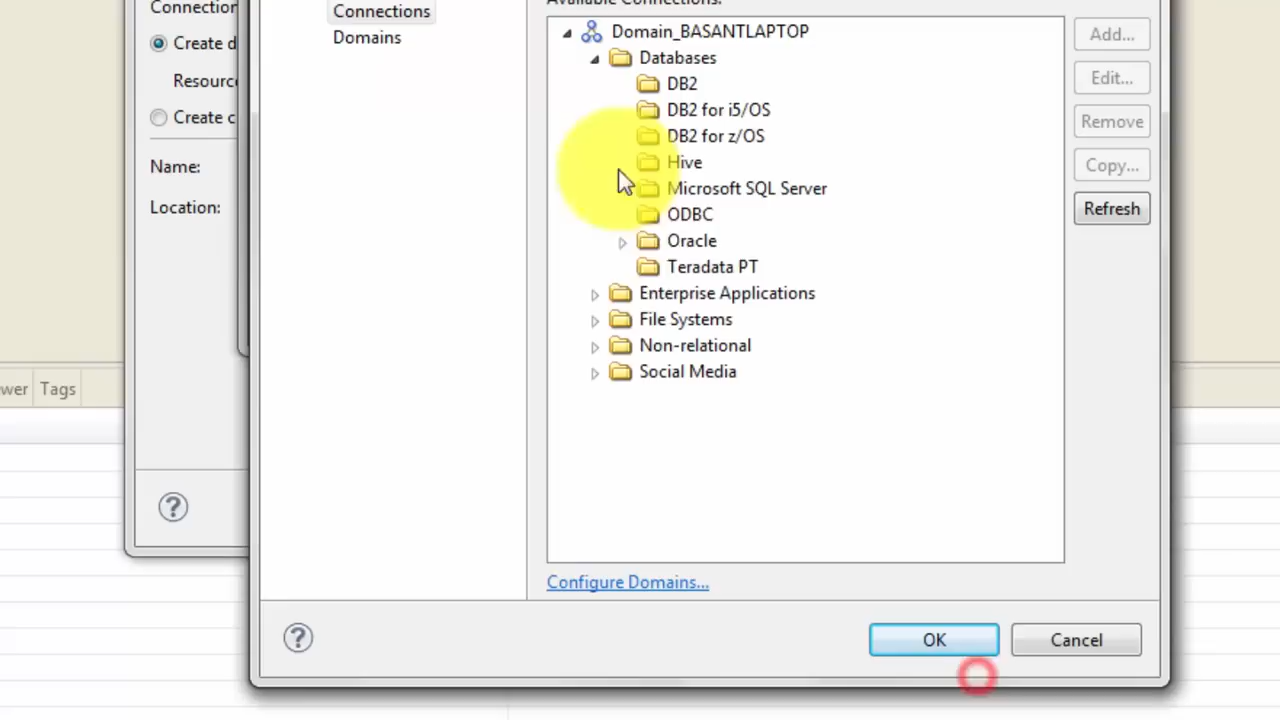 Connection
Create d
Resourc
Create c
Name:
Location:
wer
Tags
Connections
Domains
Available Connections:
Domain_BASANTLAPTOP
Databases
DB2
DB2 for i5/OS
DB2 for z/OS
Hive
Microsoft SQL Server
ODBC
Oracle
Teradata PT
Enterprise Applications
File Systems
Non-relational
Social Media
Add...
Edit...
Remove
Copy...
Refresh
Configure Domains...
OK
Cancel